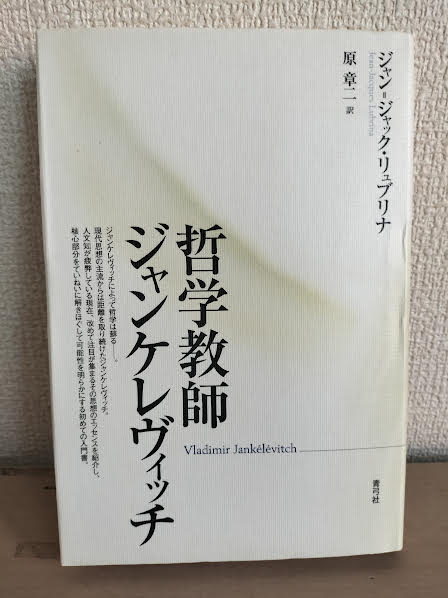 ジャン＝ジャック・リュブリナ
Jean-Jacques Lubrina
原 章二 訳
哲学教師
ジャンケレヴィッチ
Vladimir Jankélévitch
ジャンケレヴィッチによって哲学は蘇る――。
現代思想の主流からは距離を取り続けたジャンケレヴィッチ。
人文知が疲弊している現在、改めて注目が集まるその思想のエッセンスを紹介し、
核心部分をていねいに解きほぐして可能性を明らかにする初めての入門書。
青弓社